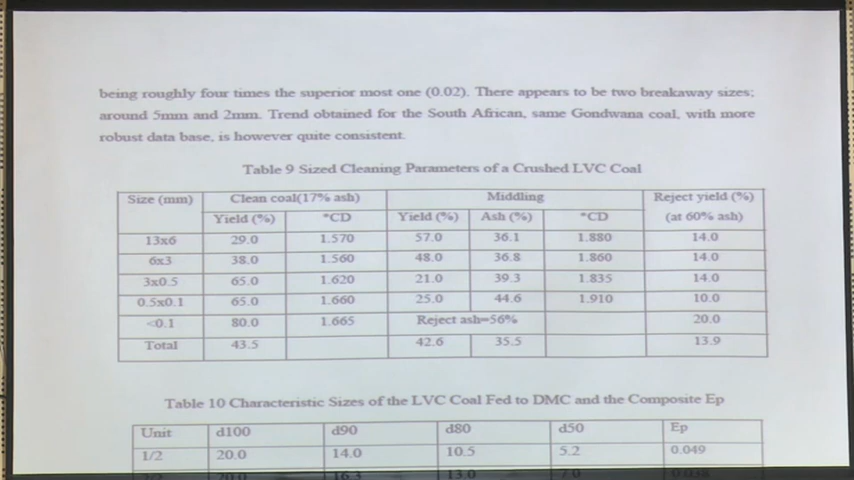 being roughly four times the superior most one (0.02). There appears to be two breakaway sizes;
around 5mm and 2mm. Trend obtained for the South African, same Gondwana coal, with more
robust data base, is however quite consistent.
Table 9 Sized Cleaning Parameters of a Crushed LVC Coal
Size (mm) Clean coal(17% ash) Middling Reject yield (%)
Yield (%) *CD Yield (%) Ash (%) *CD (at 60% ash)
13x6 29.0 1.570 57.0 36.1 1.880 14.0
6x3 38.0 1.560 48.0 36.8 1.860 14.0
3x0.5 65.0 1.620 21.0 39.3 1.835 14.0
0.5x0.1 65.0 1.660 25.0 44.6 1.910 10.0
<0.1 80.0 1.665 Reject ash=56% 20.0
Total 43.5 42.6 35.5 13.9
Table 10 Characteristic Sizes of the LVC Coal Fed to DMC and the Composite Ep
Unit d100 d90 d80 d50 Ep
1/2 20.0 14.0 10.5 5.2 0.049
20.0 16.3 13.0 7.0